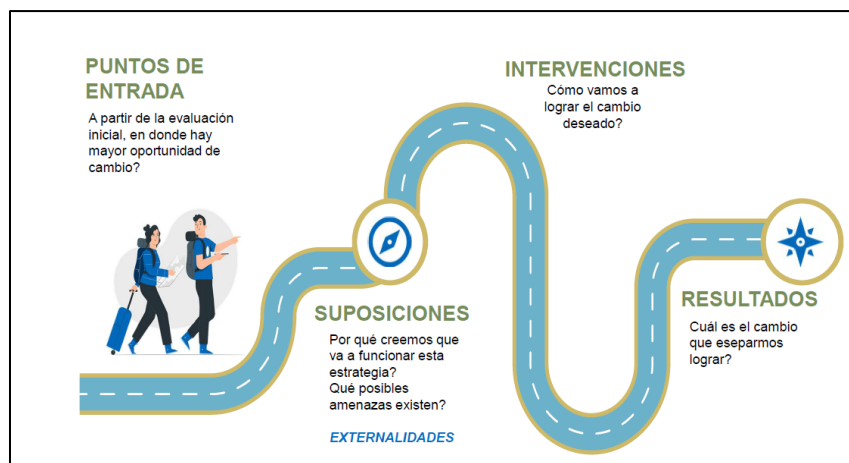 PUNTOS DE
ENTRADA
A partir de la evaluación
inicial, en donde hay
mayor oportunidad de
cambio?
SUPOSICIONES
Por qué creemos que
va a funcionar esta
estrategia?
Qué posibles
amenazas existen?
EXTERNALIDADES
INTERVENCIONES
Cómo vamos a
lograr el cambio
deseado?
RESULTADOS
Cuál es el cambio
que eseparmos
lograr?